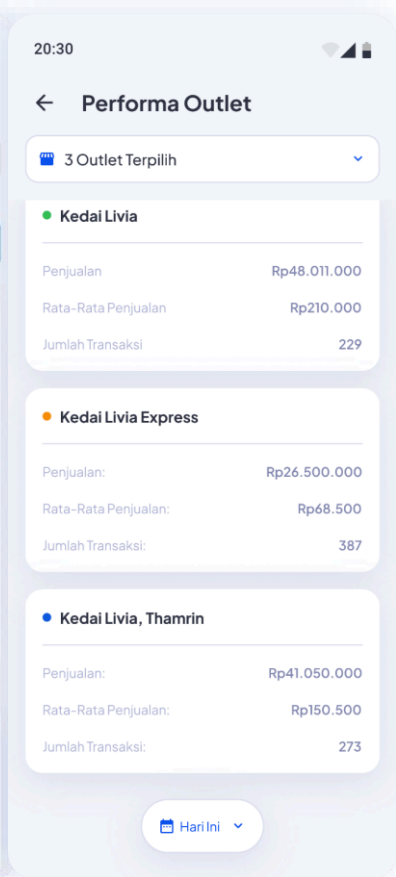 20:30
Performa Outlet
3 Outlet Terpilih
Kedai Livia
Penjualan Rp48.011.000
Rata-Rata Penjualan Rp210.000
Jumlah Transaksi 229
Kedai Livia Express
Penjualan: Rp26.500.000
Rata-Rata Penjualan: Rp68.500
Jumlah Transaksi: 387
Kedai Livia, Thamrin
Penjualan: Rp41.050.000
Rata-Rata Penjualan: Rp150.500
Jumlah Transaksi: 273
Hari Ini